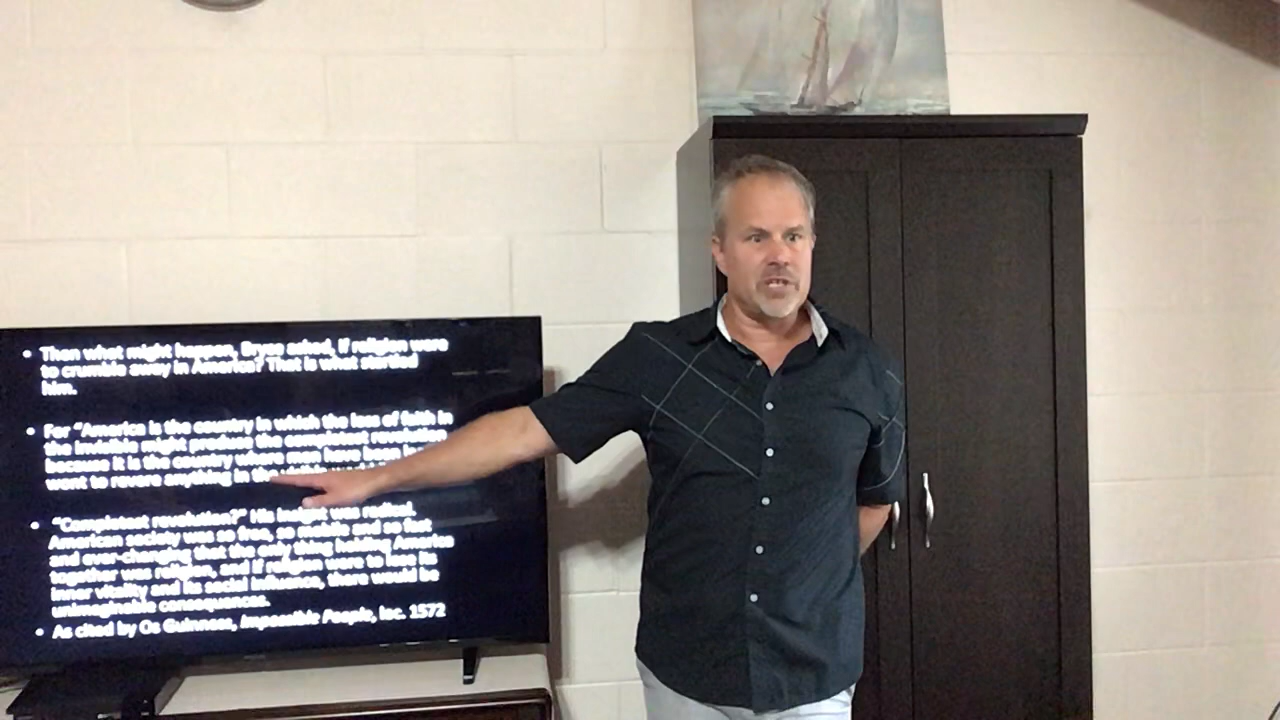 • Then what might happen, Bryce asked, if religion were
to crumble away in America? That is what started
him.
• For "America is the country in which the loss of faith in
the invisible might produce the completest revolution
because it is the country where men have been
wont to revere anything in the
• "Completest revolution?" His insight was
American society was so free, so mobile and so fast
and ever-changing that the only thing holding America
together was religion, and if religion were to lose its
inner vitality and its social influence, there would be
unimaginable consequences.
• As cited by Os Guinness, Impossible People, loc. 1572